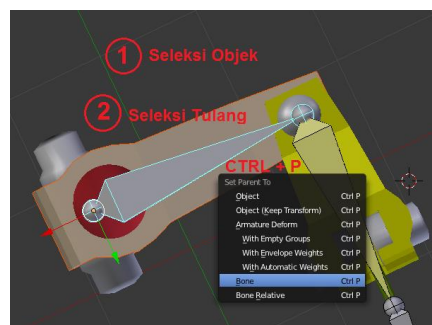 1 Seleksi Objek
2 Seleksi Tulang
CTRL + P
Set Parent To
Object Ctrl P
Object (Keep Transform) Ctrl P
Armature Deform Ctrl P
With Empty Groups Ctrl P
With Envelope Weights Ctrl P
With Automatic Weights Ctrl P
Bone Ctrl P
Bone Relative Ctrl P